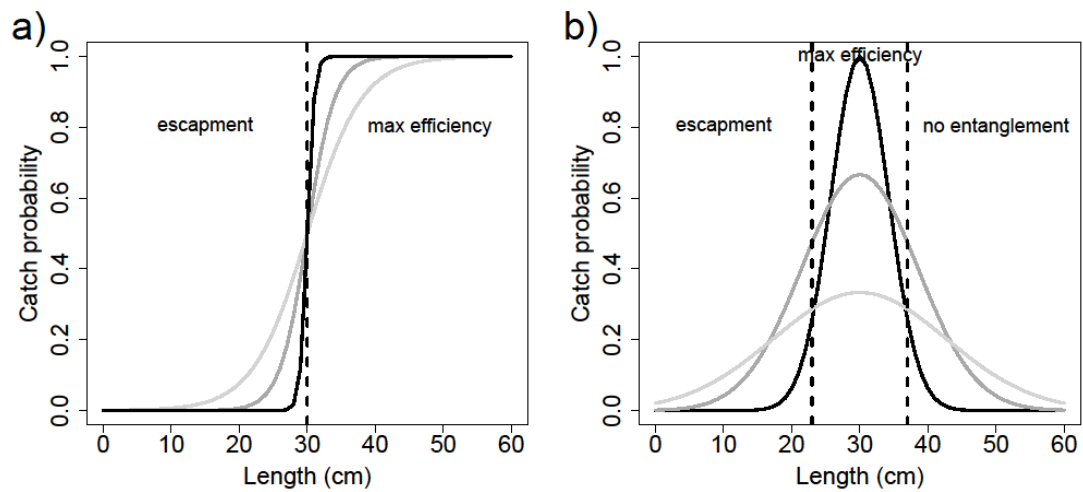 a)
1.0
0.8
0.6
0.4
0.2
0.0
Catch probability
escapment
max efficiency
0 10 20 30 40 50 60
Length (cm)
b)
1.0
0.8
0.6
0.4
0.2
0.0
Catch probability
max efficiency
escapment
no entanglement
0 10 20 30 40 50 60
Length (cm)